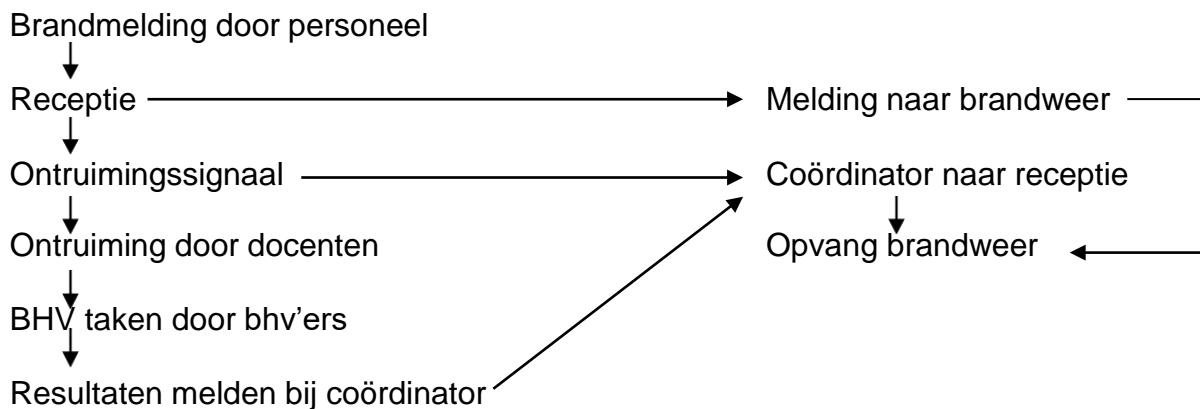 Brandmelding door personeel
Receptie
Melding naar brandweer
Ontruimingssignaal
Coördinator naar receptie
Ontruiming door docenten
Opvang brandweer
BHV taken door bhv’ers
Resultaten melden bij coördinator